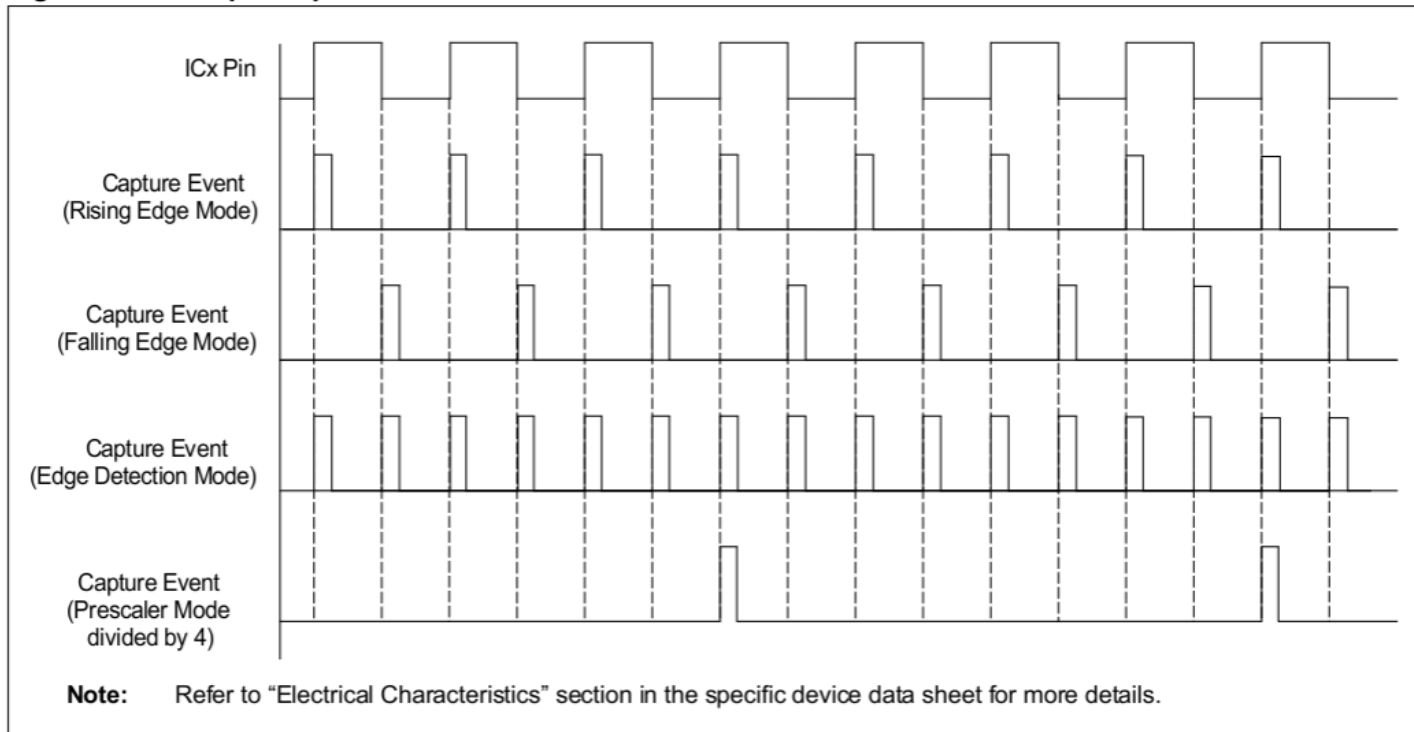 ICx Pin
Capture Event
(Rising Edge Mode)
Capture Event
(Falling Edge Mode)
Capture Event
(Edge Detection Mode)
Capture Event
(Prescaler Mode
divided by 4)
Note: Refer to “Electrical Characteristics” section in the specific device data sheet for more details.